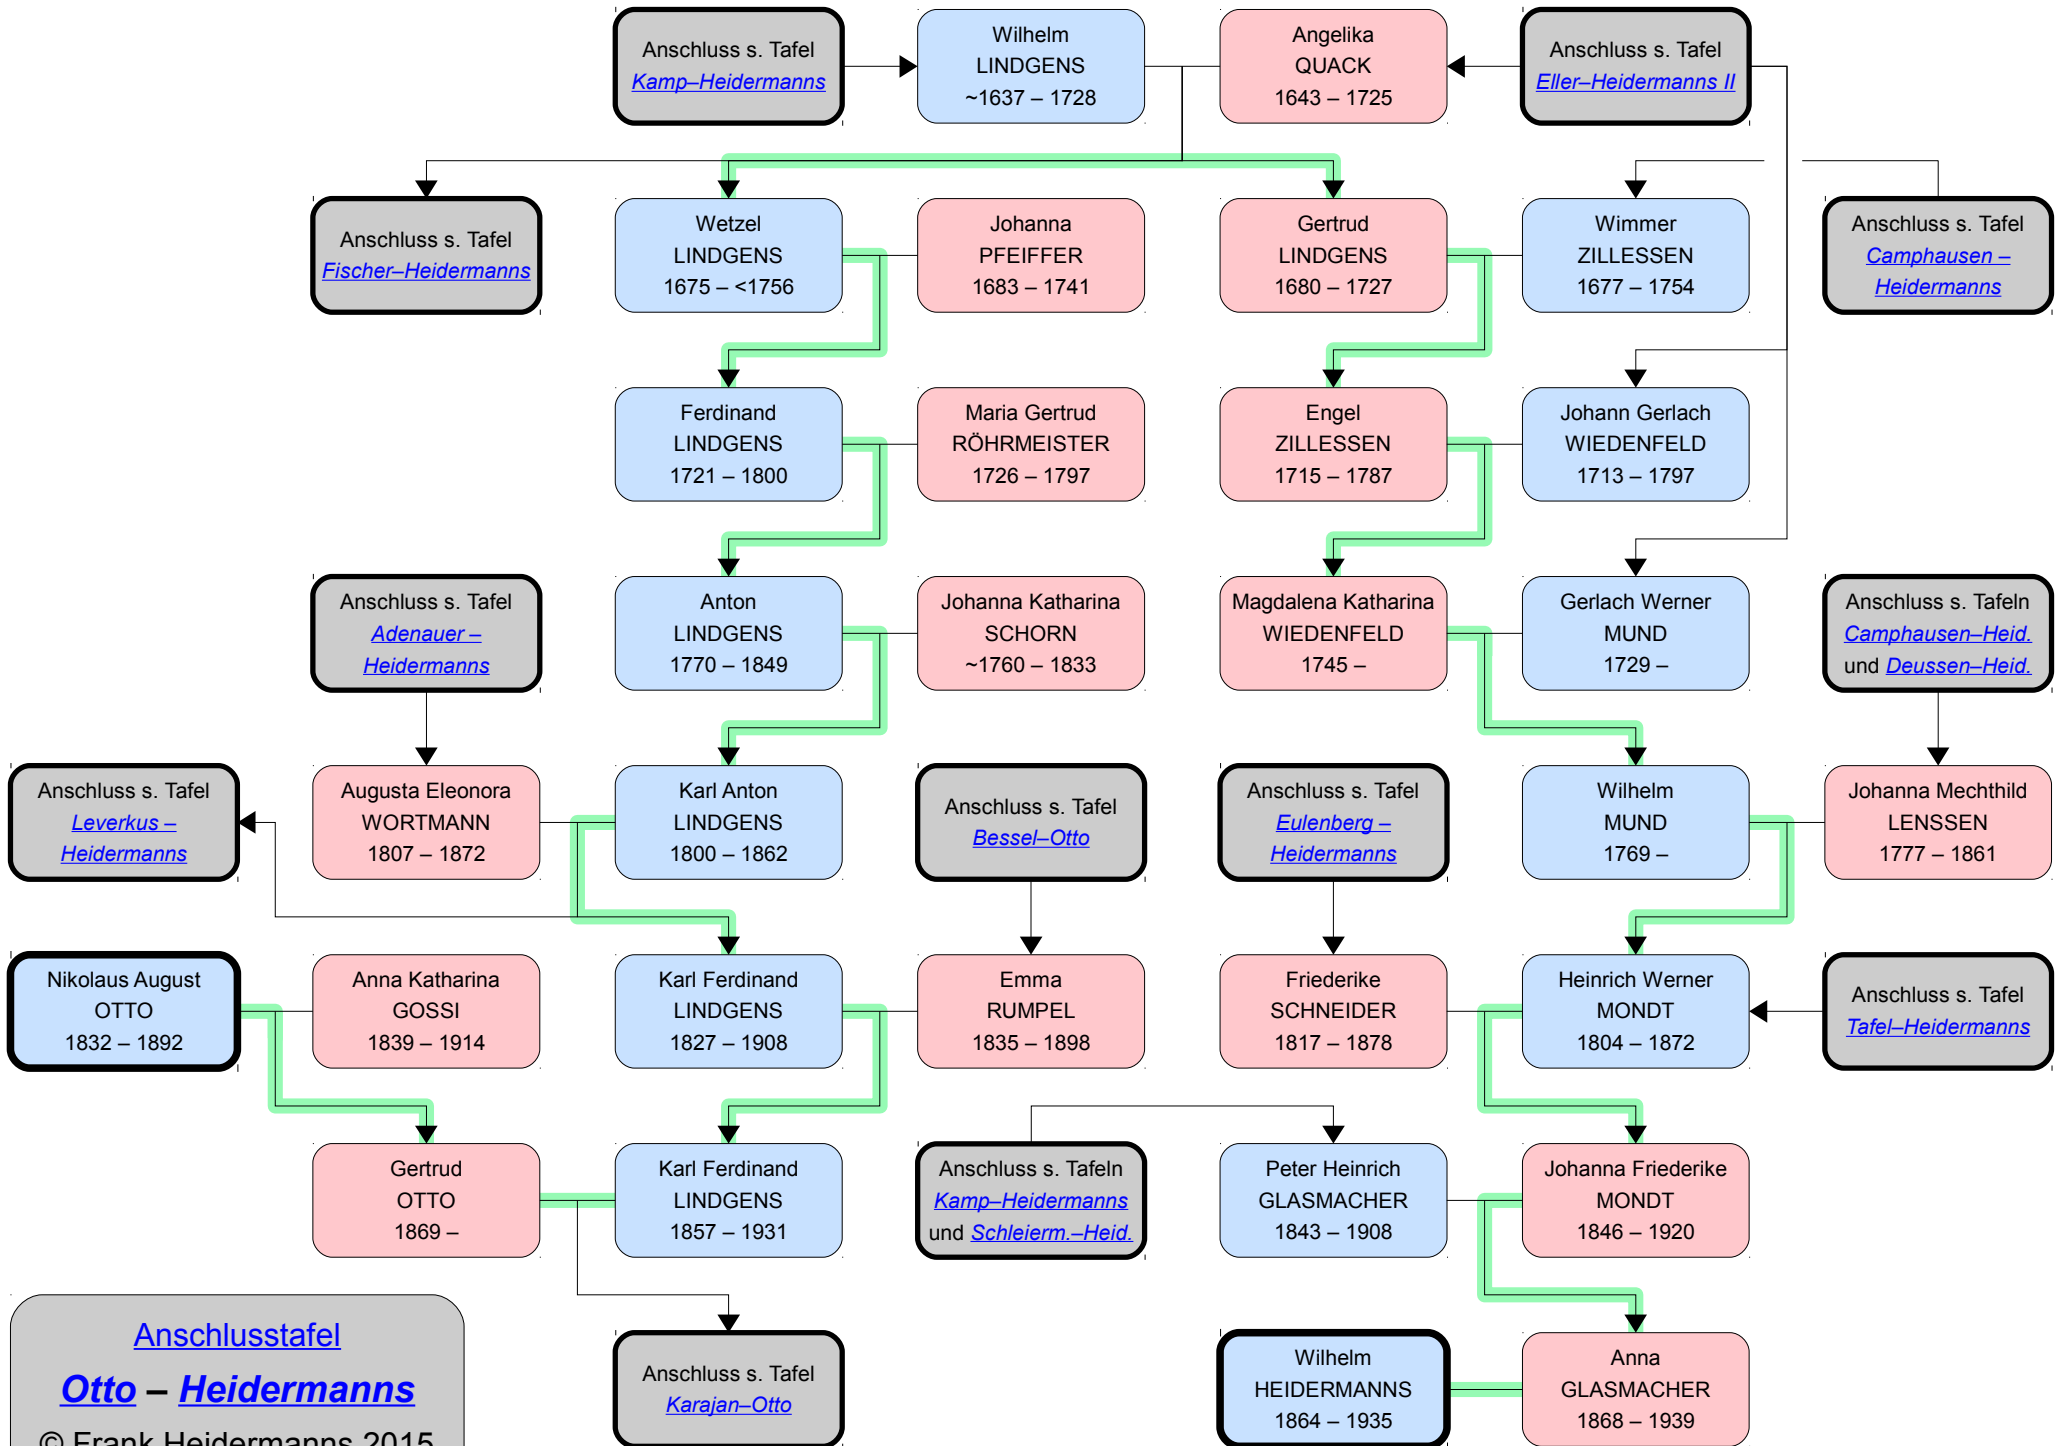 Anschluss s. Tafel
Kamp–Heidermanns
Wilhelm
LINDGENS
~1637 – 1728
Angelika
QUACK
1643 – 1725
Anschluss s. Tafel
Eller–Heidermanns II
Anschluss s. Tafel
Fischer–Heidermanns
Wetzel
LINDGENS
1675 – <1756
Johanna
PFEIFFER
1683 – 1741
Gertrud
LINDGENS
1680 – 1727
Wimmer
ZILLESSEN
1677 – 1754
Anschluss s. Tafel
Camphausen –
Heidermanns
Ferdinand
LINDGENS
1721 – 1800
Maria Gertrud
RÖHRMEISTER
1726 – 1797
Engel
ZILLESSEN
1715 – 1787
Johann Gerlach
WIEDENFELD
1713 – 1797
Anschluss s. Tafel
Adenauer –
Heidermanns
Anton
LINDGENS
1770 – 1849
Johanna Katharina
SCHORN
~1760 – 1833
Magdalena Katharina
WIEDENFELD
1745 –
Gerlach Werner
MUND
1729 –
Anschluss s. Tafeln
Camphausen–Heid.
und Deussen–Heid.
Anschluss s. Tafel
Leverkus –
Heidermanns
Augusta Eleonora
WORTMANN
1807 – 1872
Karl Anton
LINDGENS
1800 – 1862
Anschluss s. Tafel
Bessel–Otto
Anschluss s. Tafel
Eulenberg –
Heidermanns
Wilhelm
MUND
1769 –
Johanna Mechthild
LENSSEN
1777 – 1861
Nikolaus August
OTTO
1832 – 1892
Anna Katharina
GOSSI
1839 – 1914
Karl Ferdinand
LINDGENS
1827 – 1908
Emma
RUMPEL
1835 – 1898
Friederike
SCHNEIDER
1817 – 1878
Heinrich Werner
MONDT
1804 – 1872
Anschluss s. Tafel
Tafel–Heidermanns
Gertrud
OTTO
1869 –
Karl Ferdinand
LINDGENS
1857 – 1931
Anschluss s. Tafeln
Kamp–Heidermanns
und Schleierm.–Heid.
Peter Heinrich
GLASMACHER
1843 – 1908
Johanna Friederike
MONDT
1846 – 1920
Anschlusstafel
Otto – Heidermanns
© Frank Heidermanns 2015
Anschluss s. Tafel
Karajan–Otto
Wilhelm
HEIDERMANNS
1864 – 1935
Anna
GLASMACHER
1868 – 1939